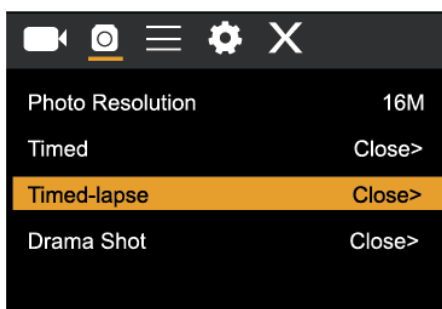 Photo Resolution 16M
Timed Close>
Timed-lapse Close>
Drama Shot Close>